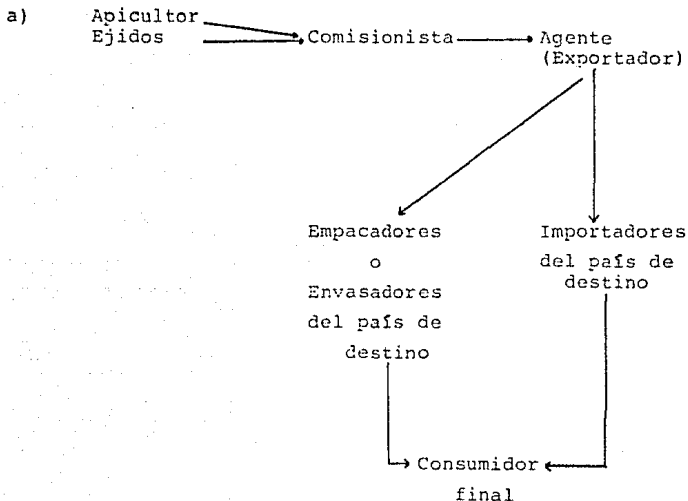 a) Apicultor
Ejidos
Comisionista
Agente
(Exportador)
Empacadores
o
Envasadores
del país de
destino
Importadores
del país de
destino
Consumidor
final